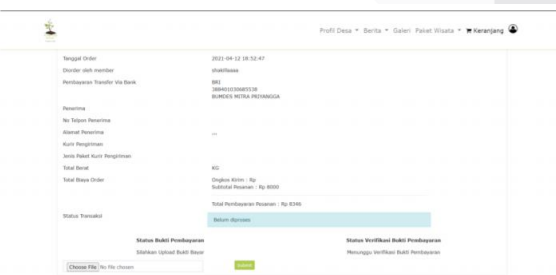 Profil Desa Berita Galeri Paket Wisata Keranjang
Tanggal Order 2021-04-12 18:52:47
Diorder oleh member shakillaaaa
Pembayaran Transfer Via Bank BRI
BUMDES MITRA PRIYANGGA
Penerima
No Telpon Penerima
Alamat Penerima ,,,
Kurir Pengiriman
Jenis Paket Kurir Pengiriman
Total Berat KG
Total Biaya Order Ongkos Kirim : Rp
Subtotal Pesanan : Rp 8000
Total Pembayaran Pesanan : Rp 8346
Status Transaksi Belum diproses
Status Bukti Pembayaran Status Verifikasi Bukti Pembayaran
Silahkan Upload Bukti Bayar Menunggu Verifikasi Bukti Pembayaran
Choose File No file chosen Submit